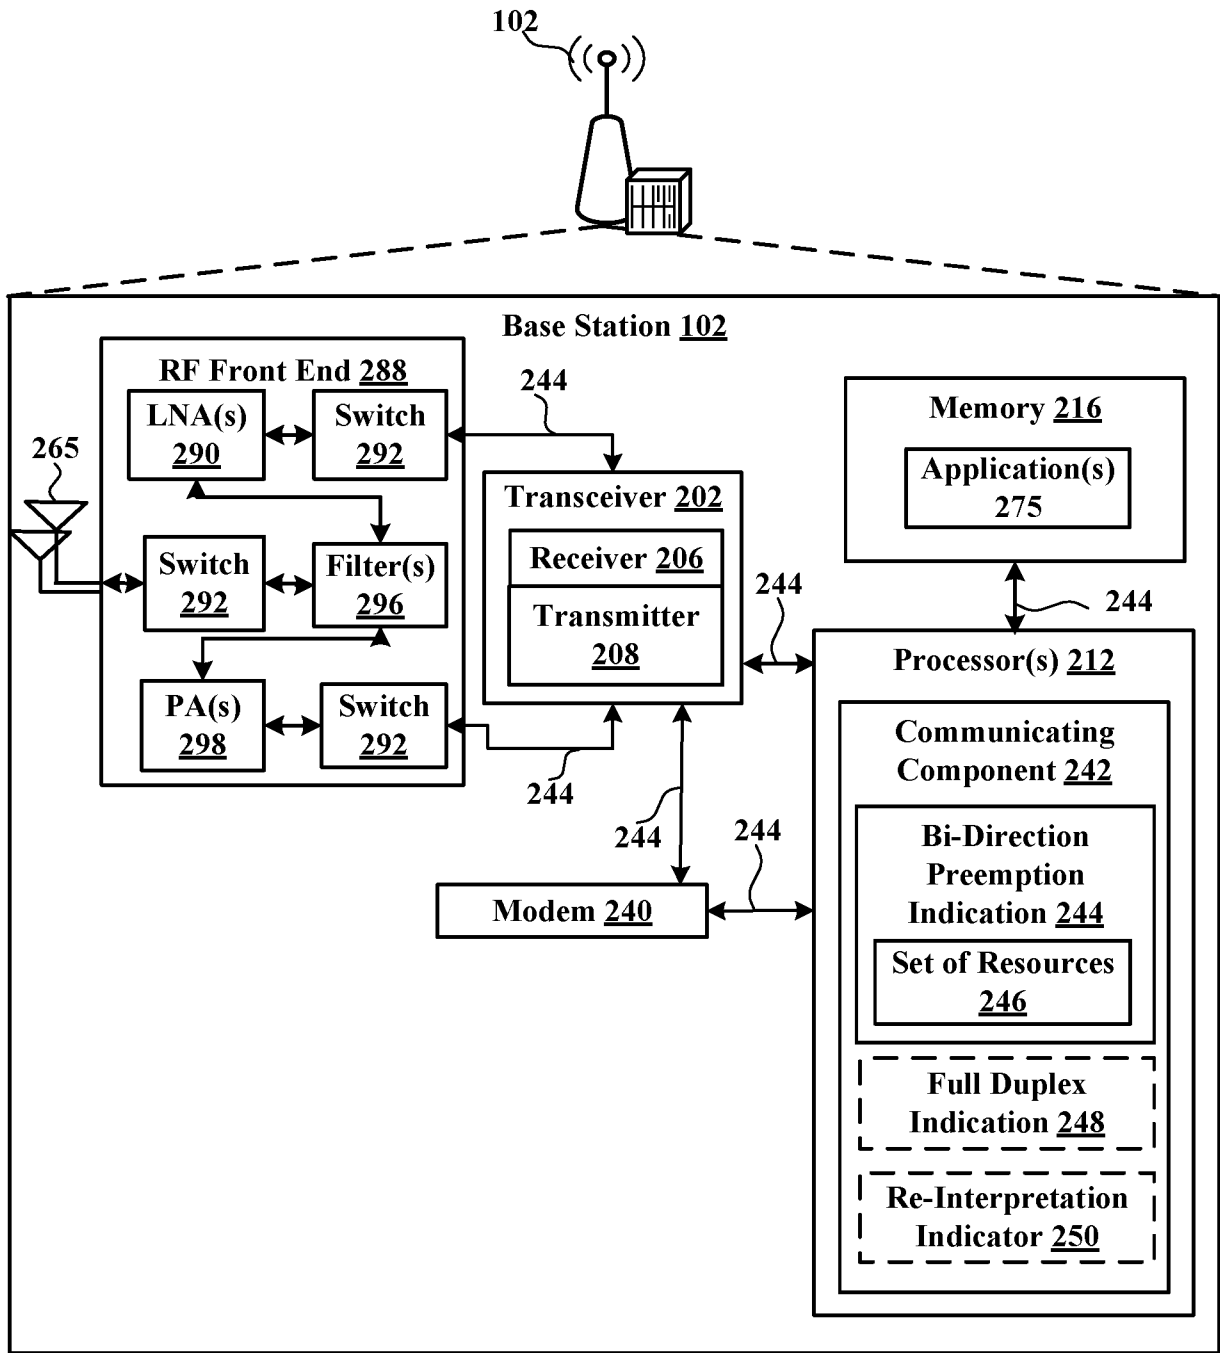 102
Base Station 102
RF Front End 288
LNA(s)
290
Switch
292
244
265
Switch
292
Filter(s)
296
PA(s)
298
Switch
292
244
Transceiver 202
Receiver 206
Transmitter
208
244
244
Modem 240
244
Memory 216
Application(s)
275
244
Processor(s) 212
Communicating
Component 242
Bi-Direction
Preemption
Indication 244
Set of Resources
246
Full Duplex
Indication 248
Re-Interpretation
Indicator 250